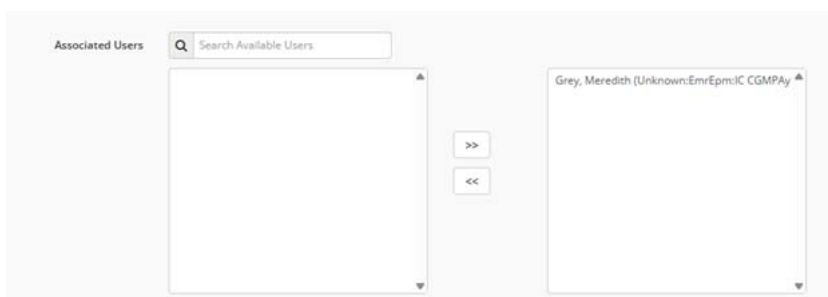 Associated Users
Search Available Users
Grey, Meredith (Unknown:EmrEpm:IC CGMPAy
>>
<<